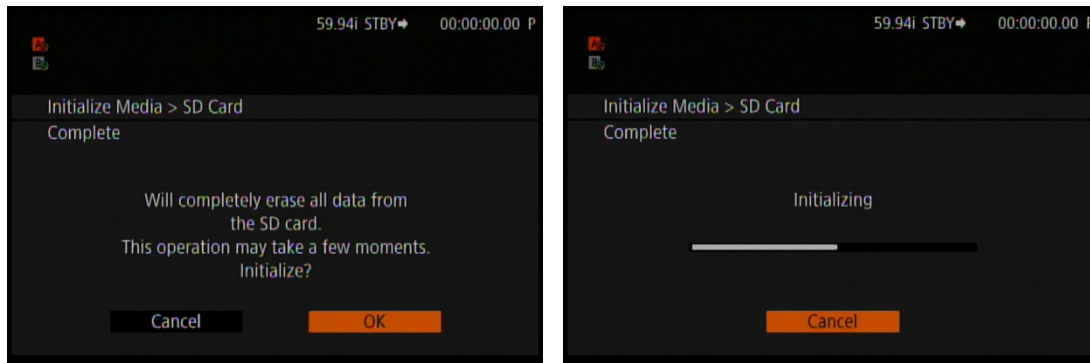 59.94i STBY➡ 00:00:00.00 P
A
B
Initialize Media > SD Card
Complete
Will completely erase all data from
the SD card.
This operation may take a few moments.
Initialize?
Cancel OK
59.94i STBY➡ 00:00:00.00 P
A
B
Initialize Media > SD Card
Complete
Initializing
Cancel